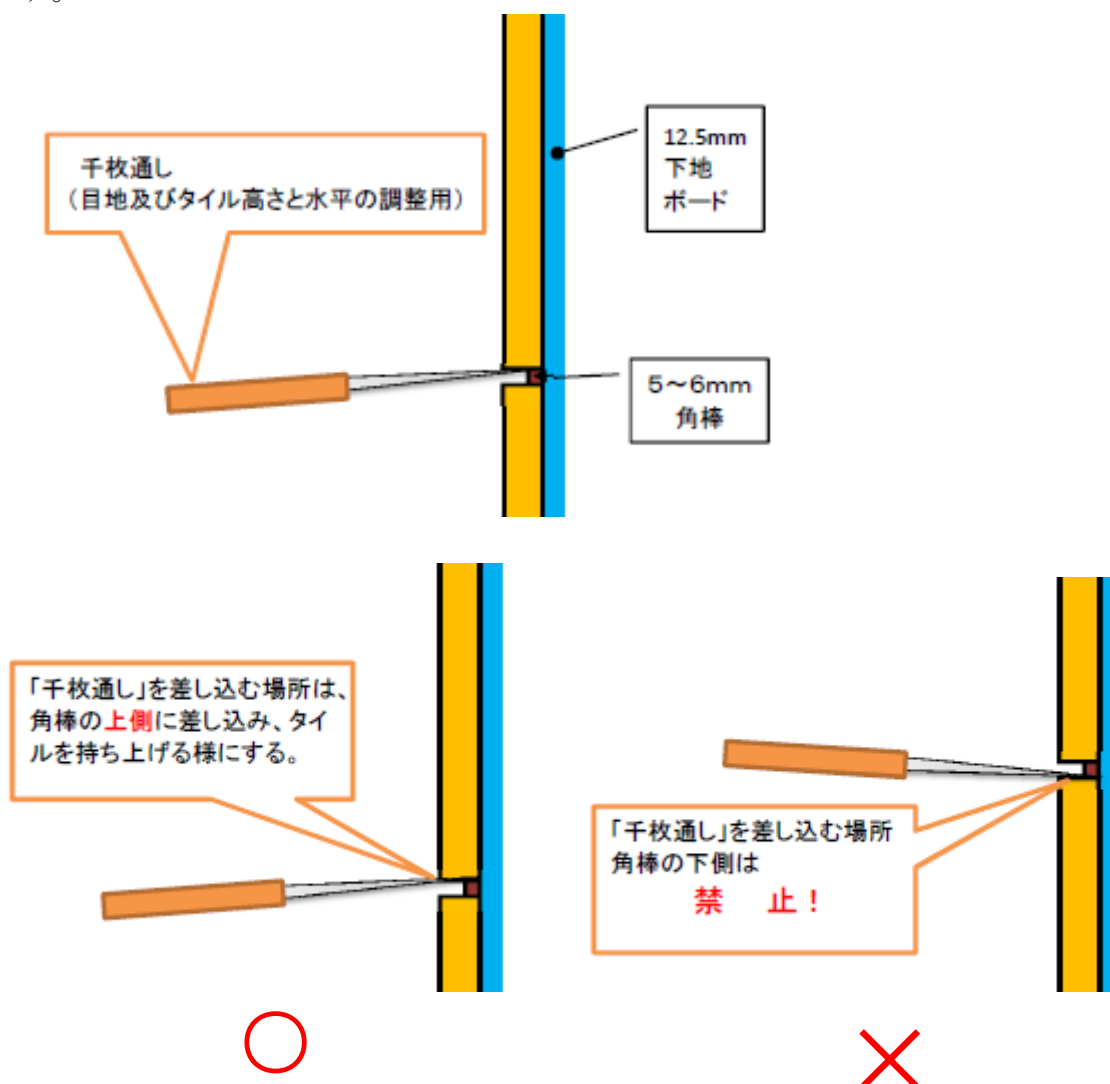 千枚通し
（目地及びタイル高さと水平の調整用）
12.5mm
下地
ボード
5～6mm
角棒
「千枚通し」を差し込む場所は、
角棒の上側に差し込み、タイ
ルを持ち上げる様にする。
「千枚通し」を差し込む場所
角棒の下側は
禁　止！